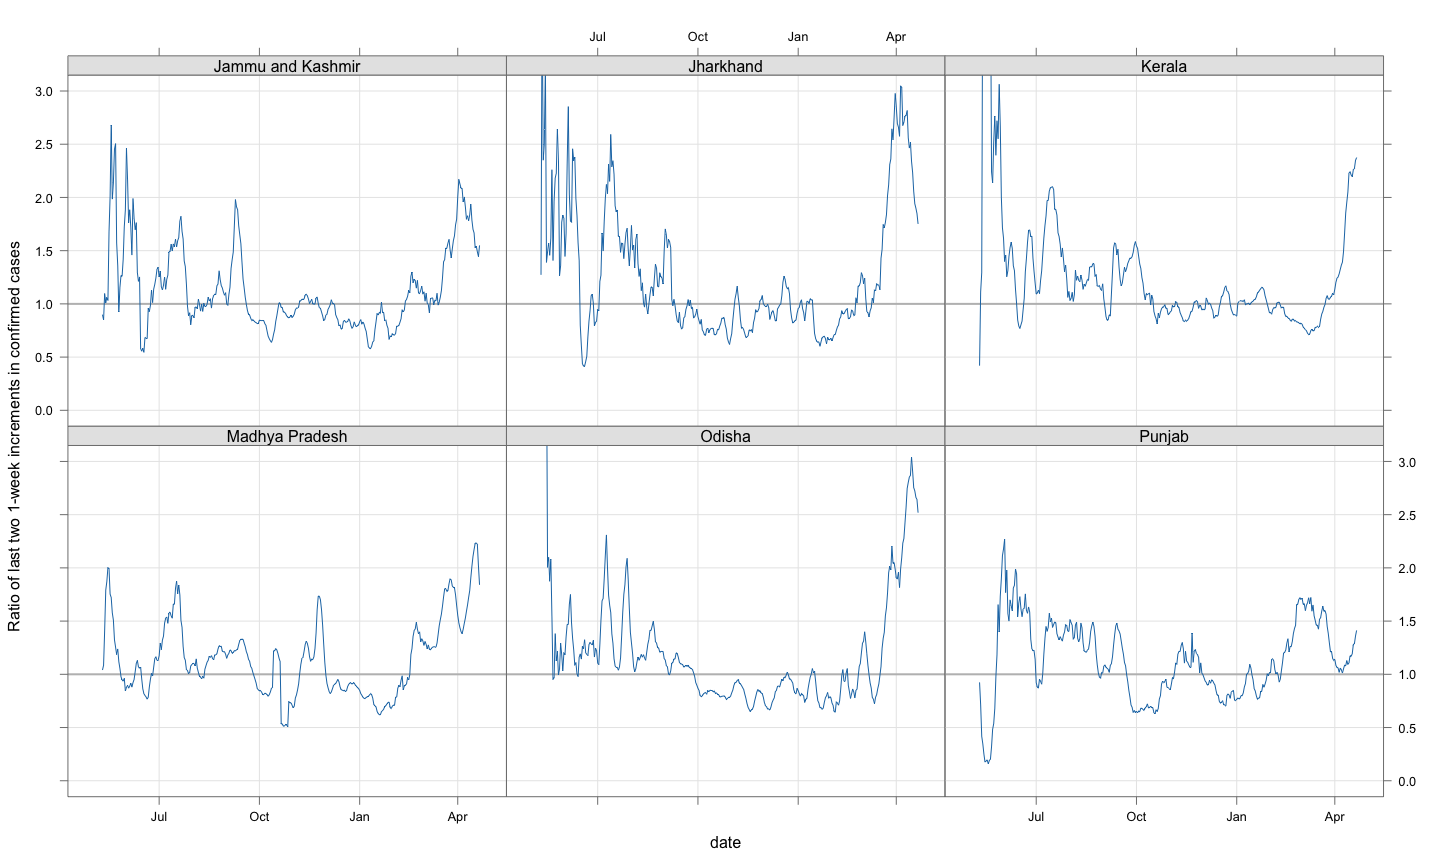 Jul Oct Jan Apr
Jammu and Kashmir Jharkhand Kerala
3.0
2.5
2.0
1.5
1.0
0.5
0.0
Madhya Pradesh Odisha Punjab
3.0
2.5
2.0
1.5
1.0
0.5
0.0
Jul Oct Jan Apr Jul Oct Jan Apr
date
Ratio of last two 1-week increments in confirmed cases